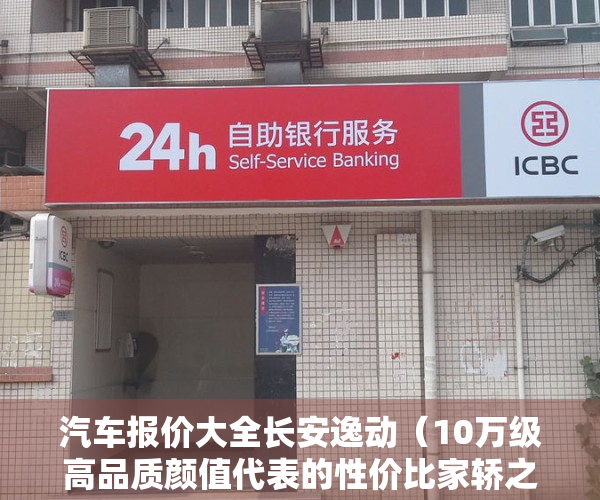 24h 自助银行服务
Self-Service Banking
ICBC
ICBC
汽车报价大全长安逸动（10万级
高品质颜值代表的性价比家轿之